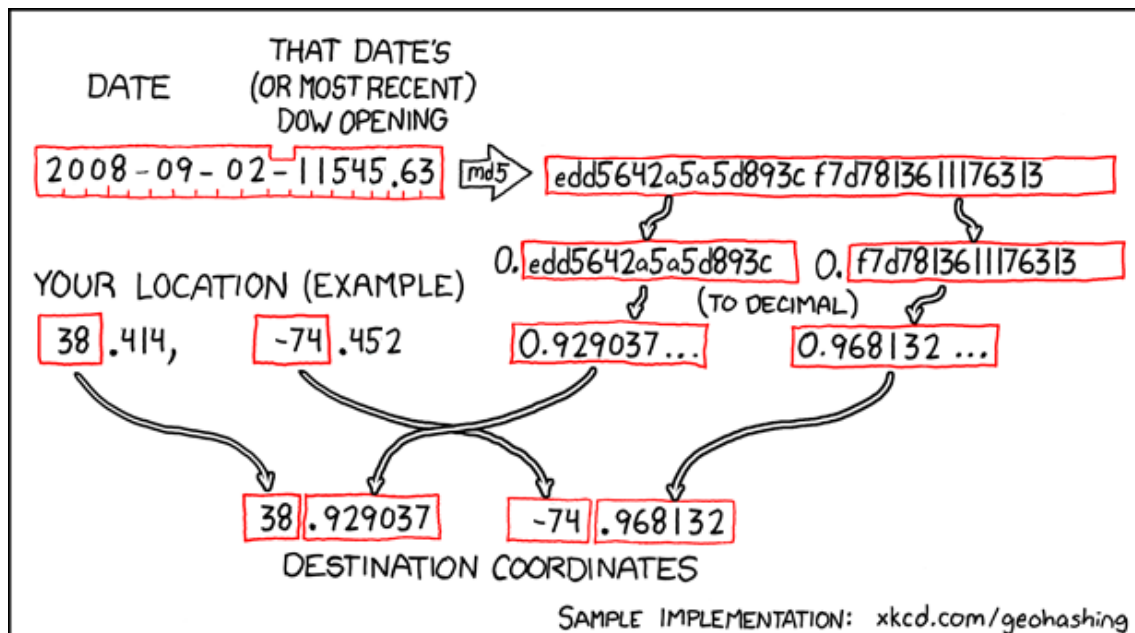 DATE
THAT DATE'S
(OR MOST RECENT)
DOW OPENING
2008-09-02-11545.63
md5
edd5642a5a5d893cf7d7813611176313
0.edd5642a5a5d893c
0.f7d7813611176313
YOUR LOCATION (EXAMPLE)
(TO DECIMAL)
38.414,
-74.452
0.929037...
0.968132...
38.929037
-74.968132
DESTINATION COORDINATES
SAMPLE IMPLEMENTATION: xkcd.com/geohashing